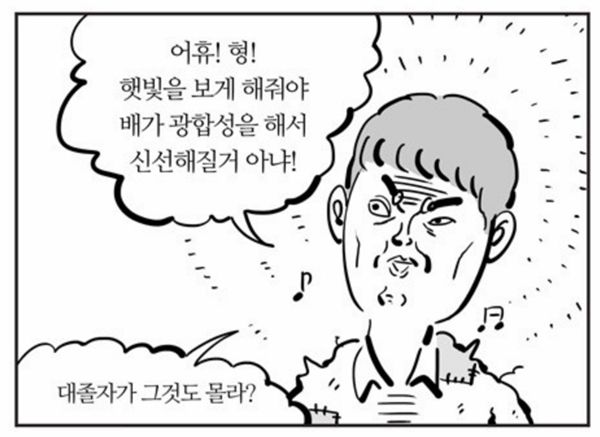 어휴! 형!
햇빛을 보게 해줘야
배가 광합성을 해서
신선해질거 아냐!
대졸자가 그것도 몰라?